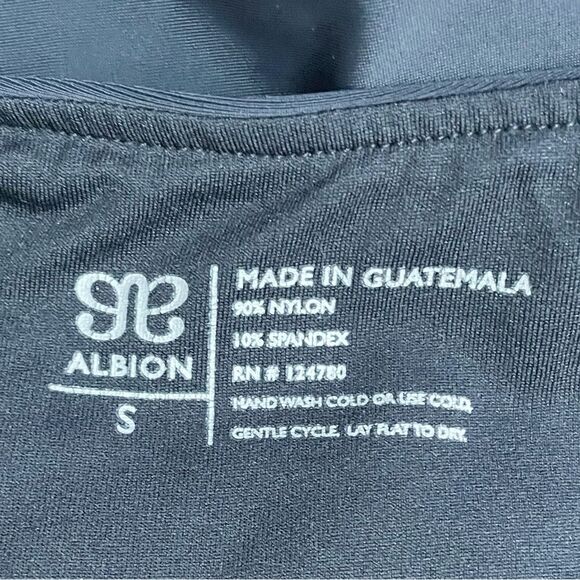 ALBION
S
MADE IN GUATEMALA
90% NYLON
10% SPANDEX
RN # 124780
HAND WASH COLD OR USE COLD,
GENTLE CYCLE. LAY FLAT TO DRY.